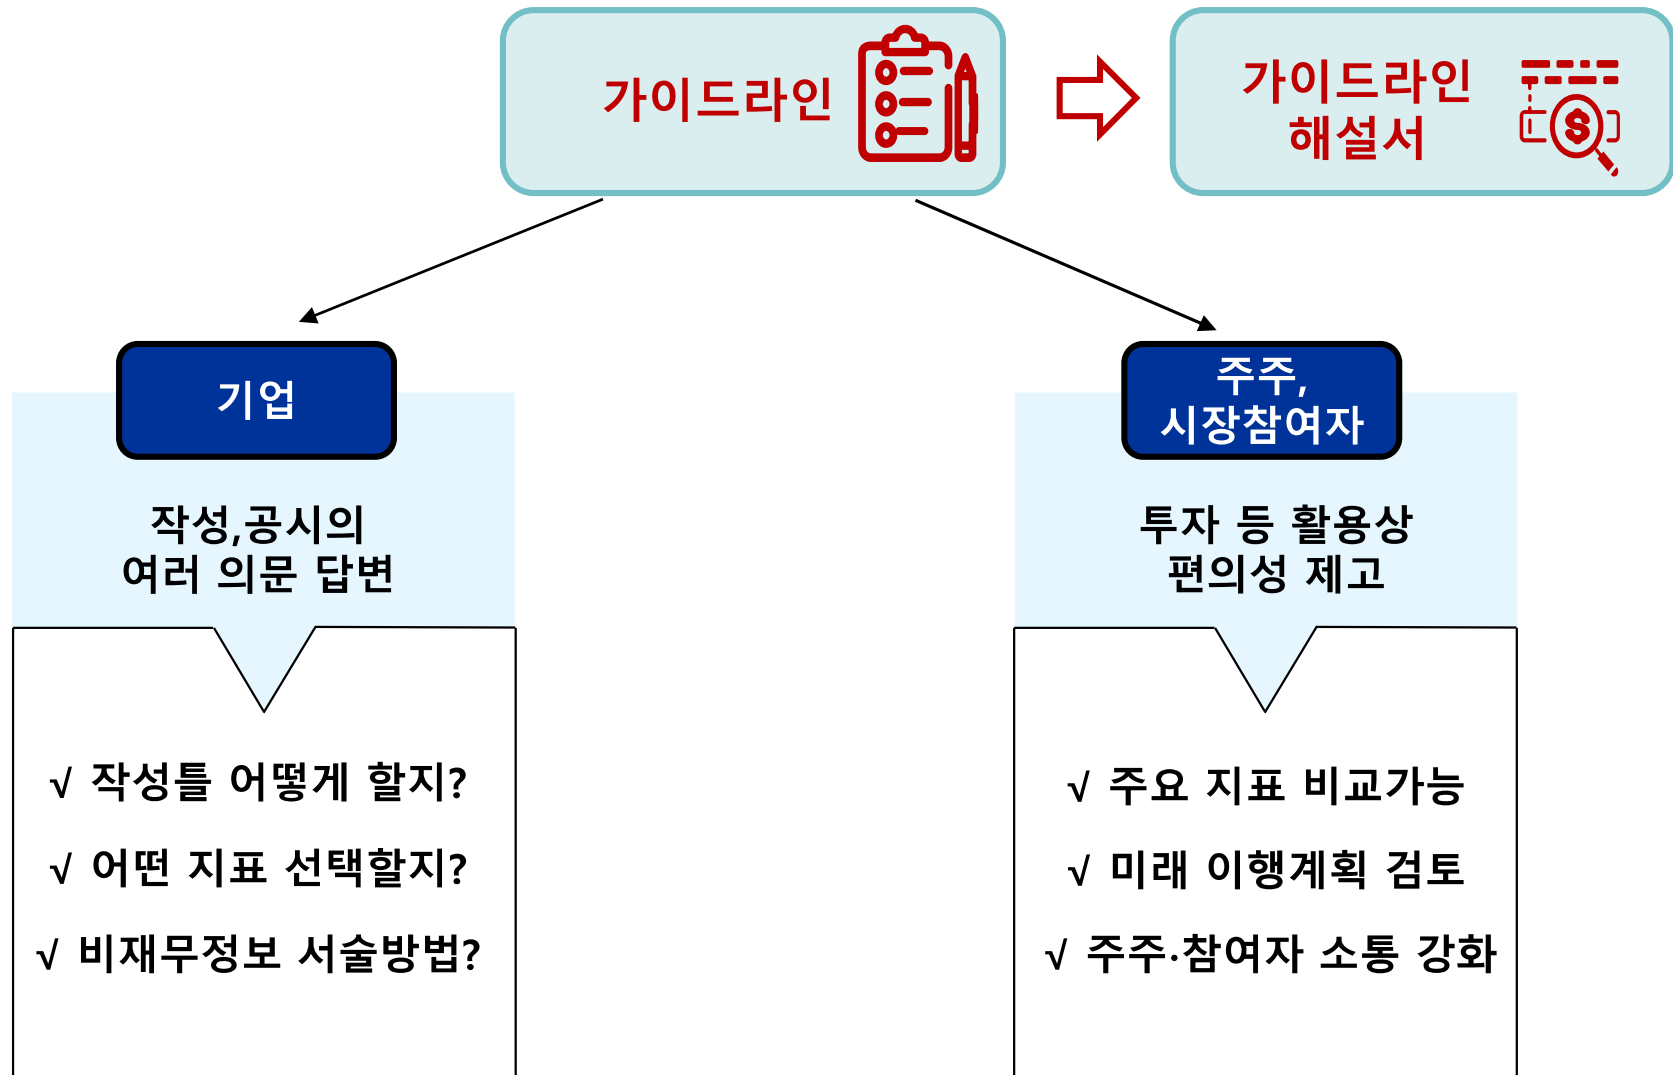 가이드라인
가이드라인
해설서
기업
작성,공시의
여러 의문 답변
√ 작성틀 어떻게 할지?
√ 어떤 지표 선택할지?
√ 비재무정보 서술방법?
주주,
시장참여자
투자 등 활용상
편의성 제고
√ 주요 지표 비교가능
√ 미래 이행계획 검토
√ 주주·참여자 소통 강화